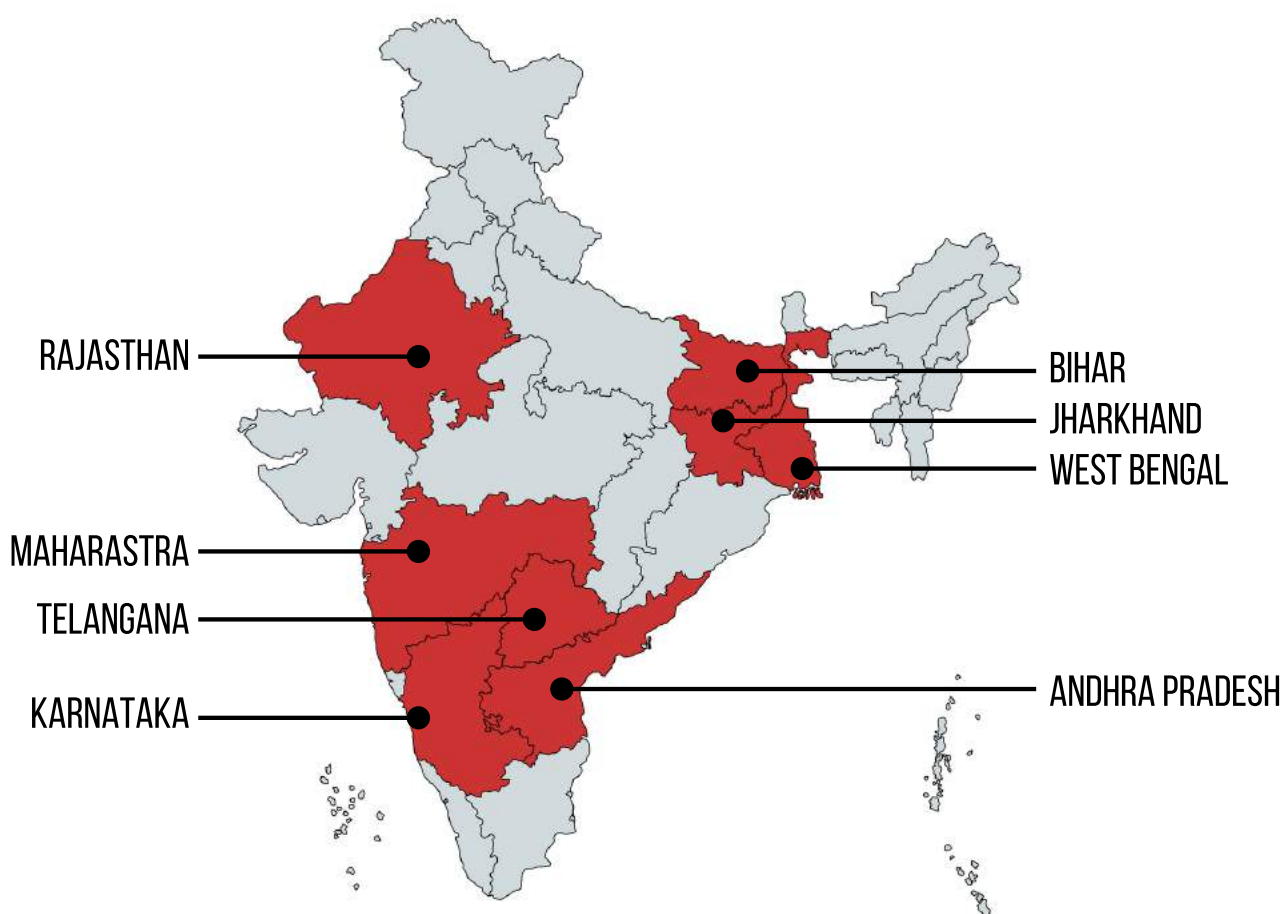 RAJASTHAN
MAHARASTRA
TELANGANA
KARNATAKA
BIHAR
JHARKHAND
WEST BENGAL
ANDHRA PRADESH